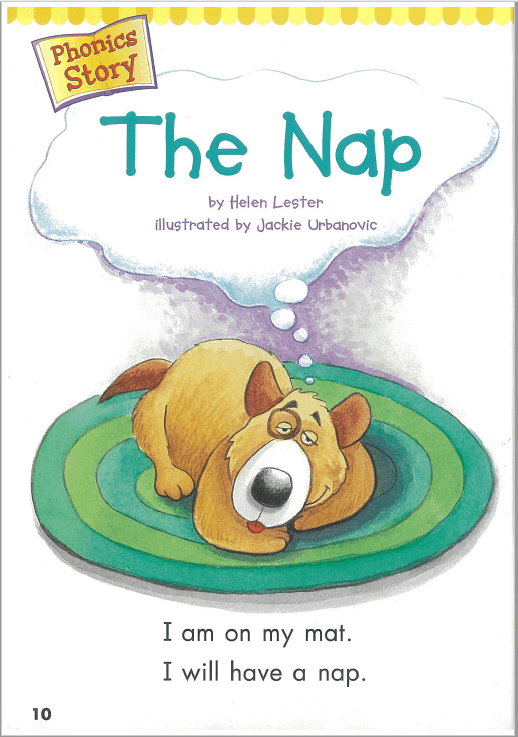 Phonics
Story
The Nap
by Helen Lester
illustrated by Jackie Urbanovic
I am on my mat.
I will have a nap.
10